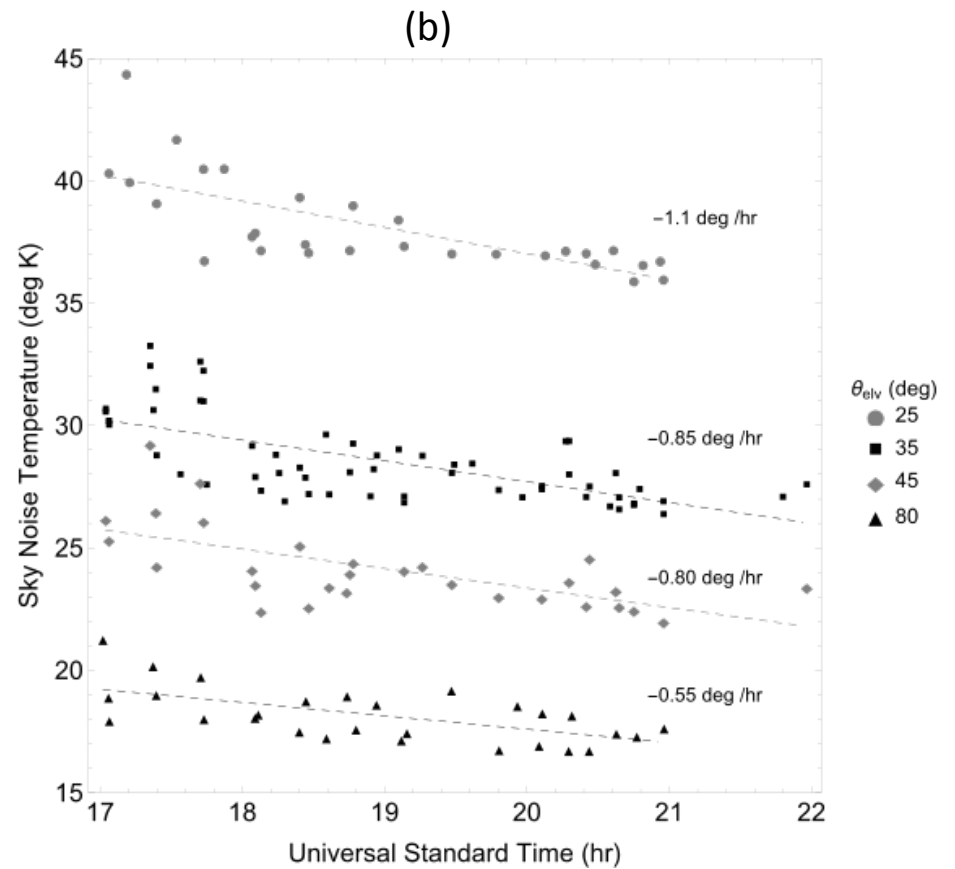 (b)
45
40
35
30
25
20
15
Sky Noise Temperature (deg K)
−1.1 deg /hr
−0.85 deg /hr
−0.80 deg /hr
−0.55 deg /hr
17 18 19 20 21 22
Universal Standard Time (hr)
θelv (deg)
25
35
45
80